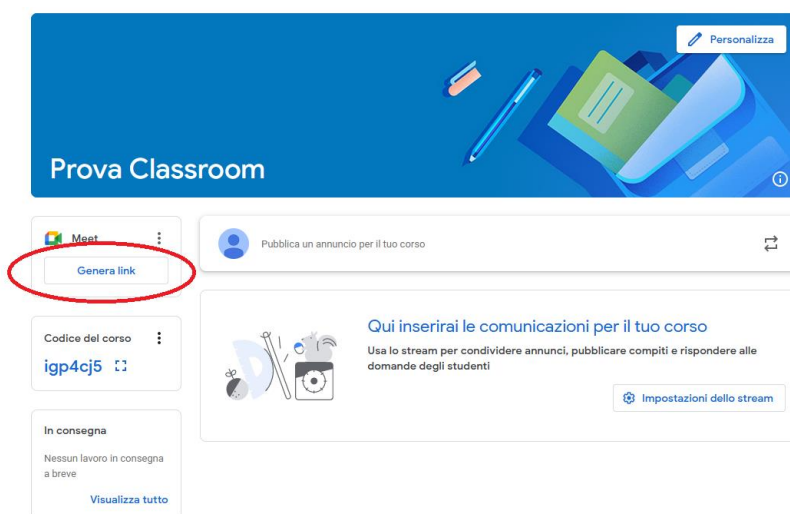 Personalizza
Prova Classroom
Meet
Genera link
Pubblica un annuncio per il tuo corso
Codice del corso
igp4cj5
Qui inserirai le comunicazioni per il tuo corso
Usa lo stream per condividere annunci, pubblicare compiti e rispondere alle
domande degli studenti
Impostazioni dello stream
In consegna
Nessun lavoro in consegna
a breve
Visualizza tutto